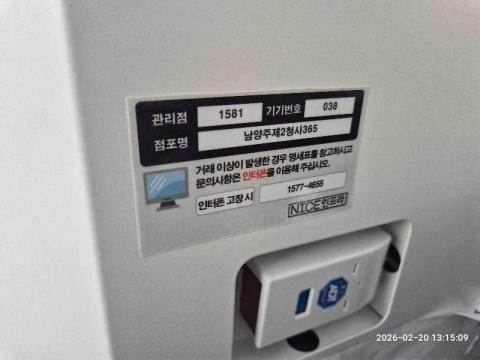 관리점 1581 기기번호 038
점포명 남양주제2청사365
거래 이상이 발생한 경우 명세표를 참고하시고
문의사항은 인터폰을 이용해 주십시오.
인터폰 고장 시 1577-4655
NICE인프라
ADT
2026-02-20 13:15:09